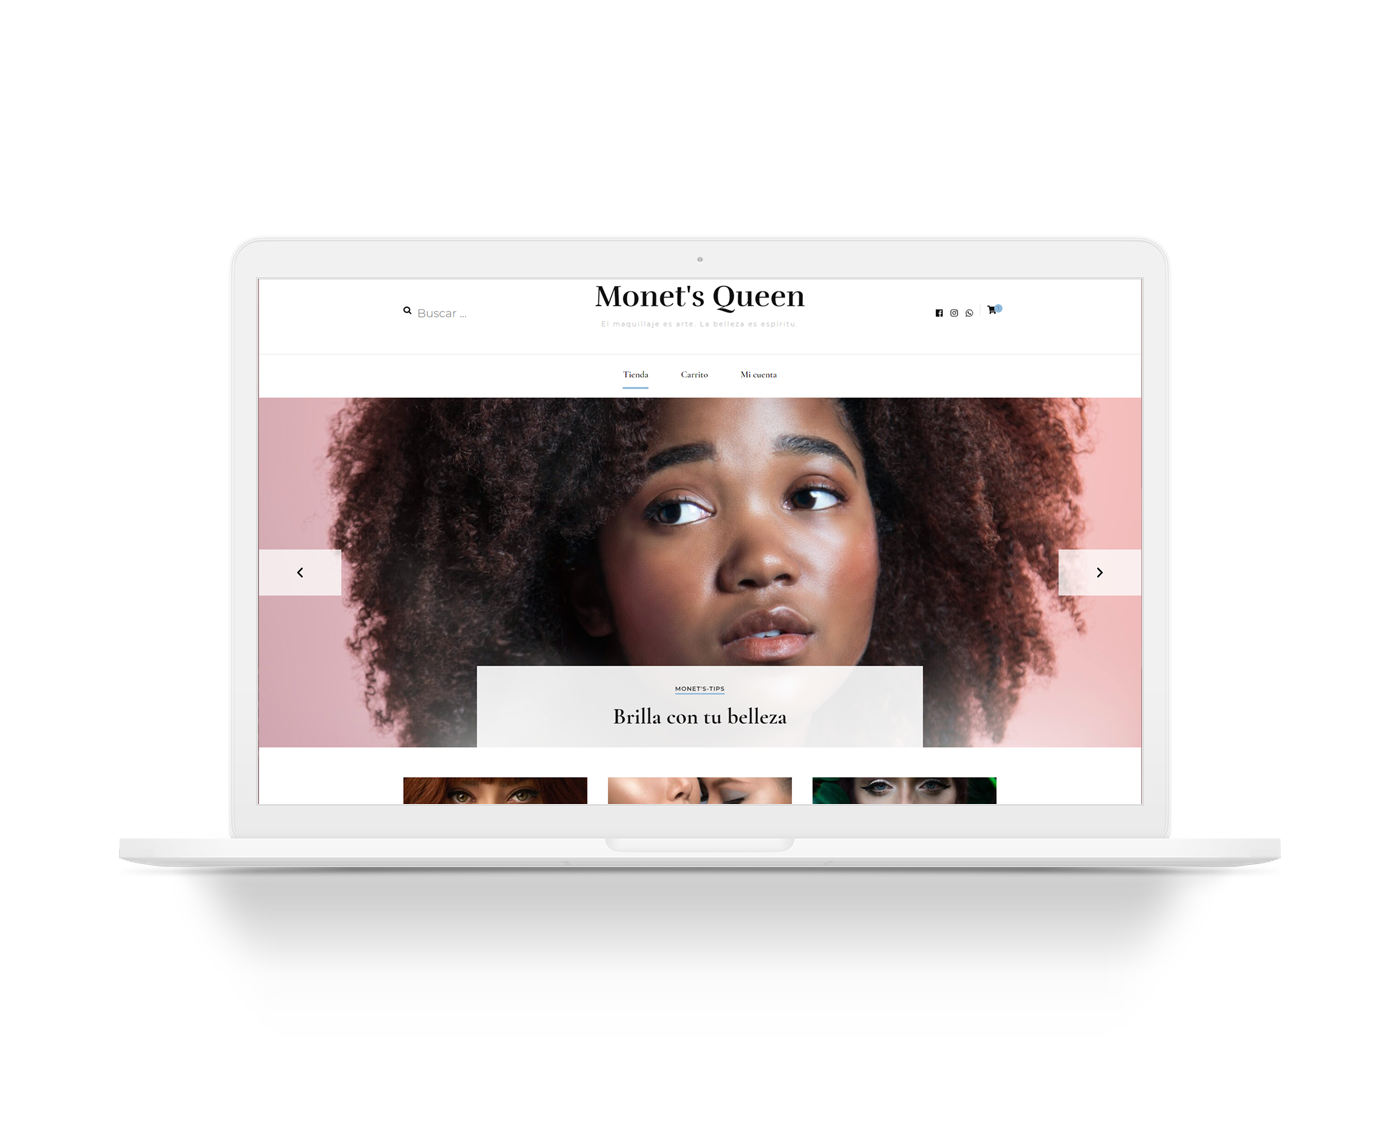 Monet's Queen
Buscar ...
El maquillaje es arte. La belleza es espíritu.
Tienda Carrito Mi cuenta
MONET'S-TIPS
Brilla con tu belleza